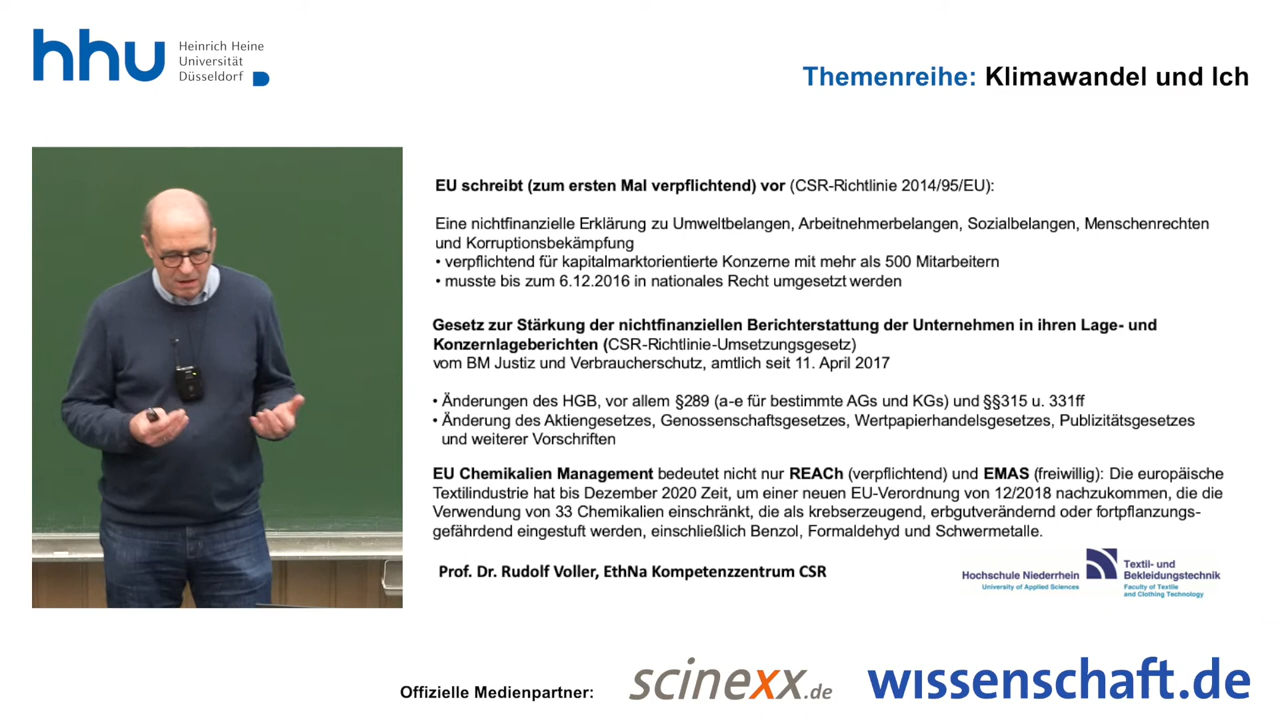 hhu
Heinrich Heine
Universität
Düsseldorf
Themenreihe: Klimawandel und Ich
EU schreibt (zum ersten Mal verpflichtend) vor (CSR-Richtlinie 2014/95/EU):
Eine nichtfinanzielle Erklärung zu Umweltbelangen, Arbeitnehmerbelangen, Sozialbelangen, Menschenrechten
und Korruptionsbekämpfung
• verpflichtend für kapitalmarktorientierte Konzerne mit mehr als 500 Mitarbeitern
• musste bis zum 6.12.2016 in nationales Recht umgesetzt werden
Gesetz zur Stärkung der nichtfinanziellen Berichterstattung der Unternehmen in ihren Lage- und
Konzernlageberichten (CSR-Richtlinie-Umsetzungsgesetz)
vom BM Justiz und Verbraucherschutz, amtlich seit 11. April 2017
• Änderungen des HGB, vor allem §289 (a-e für bestimmte AGs und KGs) und §§315 u. 331ff
• Änderung des Aktiengesetzes, Genossenschaftsgesetzes, Wertpapierhandelsgesetzes, Publizitätsgesetzes
und weiterer Vorschriften
EU Chemikalien Management bedeutet nicht nur REACh (verpflichtend) und EMAS (freiwillig): Die europäische
Textilindustrie hat bis Dezember 2020 Zeit, um einer neuen EU-Verordnung von 12/2018 nachzukommen, die die
Verwendung von 33 Chemikalien einschränkt, die als krebserzeugend, erbgutverändernd oder fortpflanzungs-
gefährdend eingestuft werden, einschließlich Benzol, Formaldehyd und Schwermetalle.
Prof. Dr. Rudolf Voller, EthNa Kompetenzzentrum CSR
Hochschule Niederrhein
University of Applied Sciences
Textil- und
Bekleidungstechnik
Faculty of Textile
and Clothing Technology
Offizielle Medienpartner:
scinexx.de
wissenschaft.de